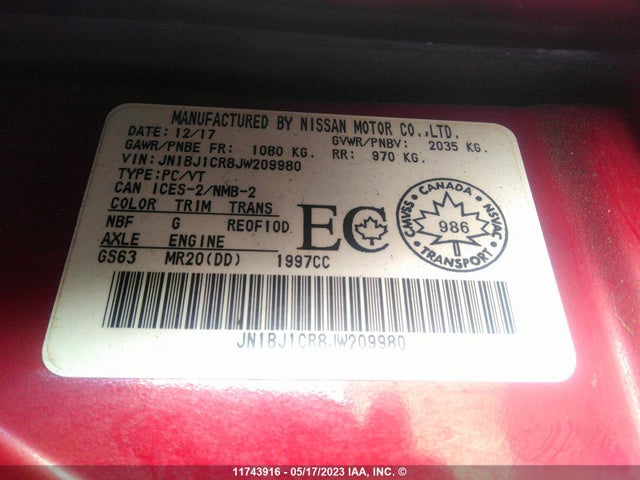 MANUFACTURED BY NISSAN MOTOR CO.,LTD.
DATE: 12/17 GVWR/PNBV: 2035 KG.
GAWR/PNBE FR: 1080 KG. RR: 970 KG.
VIN: JN1BJ1CR8JW209980
TYPE:PC/VT
CAN ICES-2/NMB-2
COLOR TRIM TRANS
NBF G RE0F10D
AXLE ENGINE
GS63 MR20(DD) 1997CC
EC
CANADA
CMVSS 986 NSVAC
TRANSPORT
JN1BJ1CR8JW209980
11743916 - 05/17/2023 IAA, INC. ©